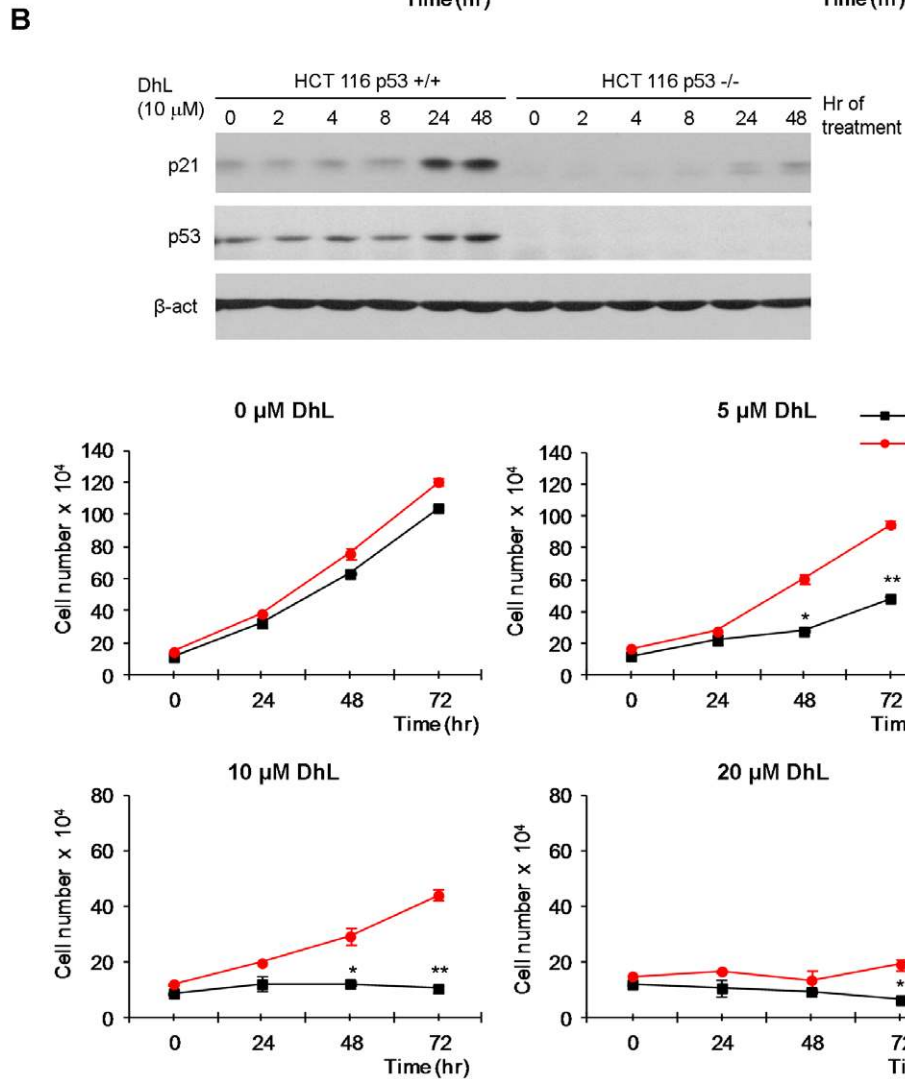 Time (hr)
B
DhL
(10 µM)
HCT 116 p53 +/+
HCT 116 p53 -/-
0 2 4 8 24 48 0 2 4 8 24 48
Hr of
treatment
p21
p53
β-act
0 µM DhL
Cell number x 10⁴
140
120
100
80
60
40
20
0
0 24 48 72
Time (hr)
5 µM DhL
Cell number x 10⁴
140
120
100
80
60
40
20
0
*
**
0 24 48 72
10 µM DhL
Cell number x 10⁴
80
60
40
20
0
*
**
0 24 48 72
Time (hr)
20 µM DhL
Cell number x 10⁴
80
60
40
20
0
*
0 24 48